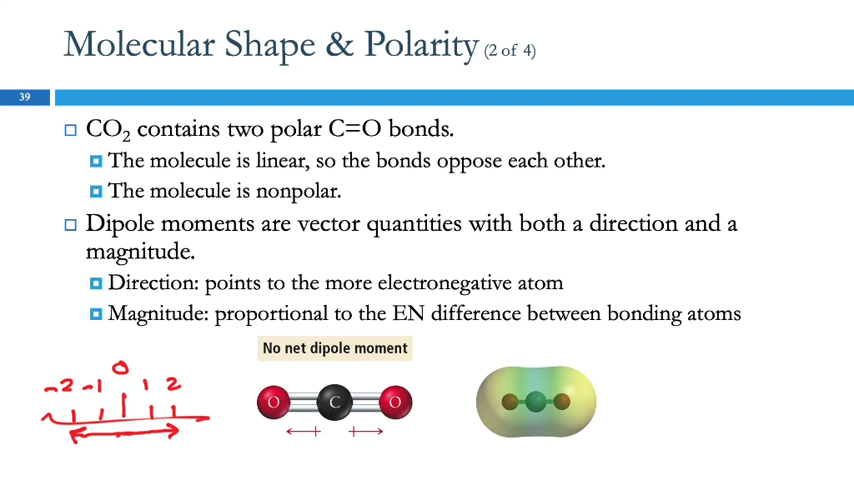 Molecular Shape & Polarity (2 of 4)
39
CO₂ contains two polar C=O bonds.
The molecule is linear, so the bonds oppose each other.
The molecule is nonpolar.
Dipole moments are vector quantities with both a direction and a
magnitude.
Direction: points to the more electronegative atom
Magnitude: proportional to the EN difference between bonding atoms
No net dipole moment
-2 -1 0 1 2
O C O